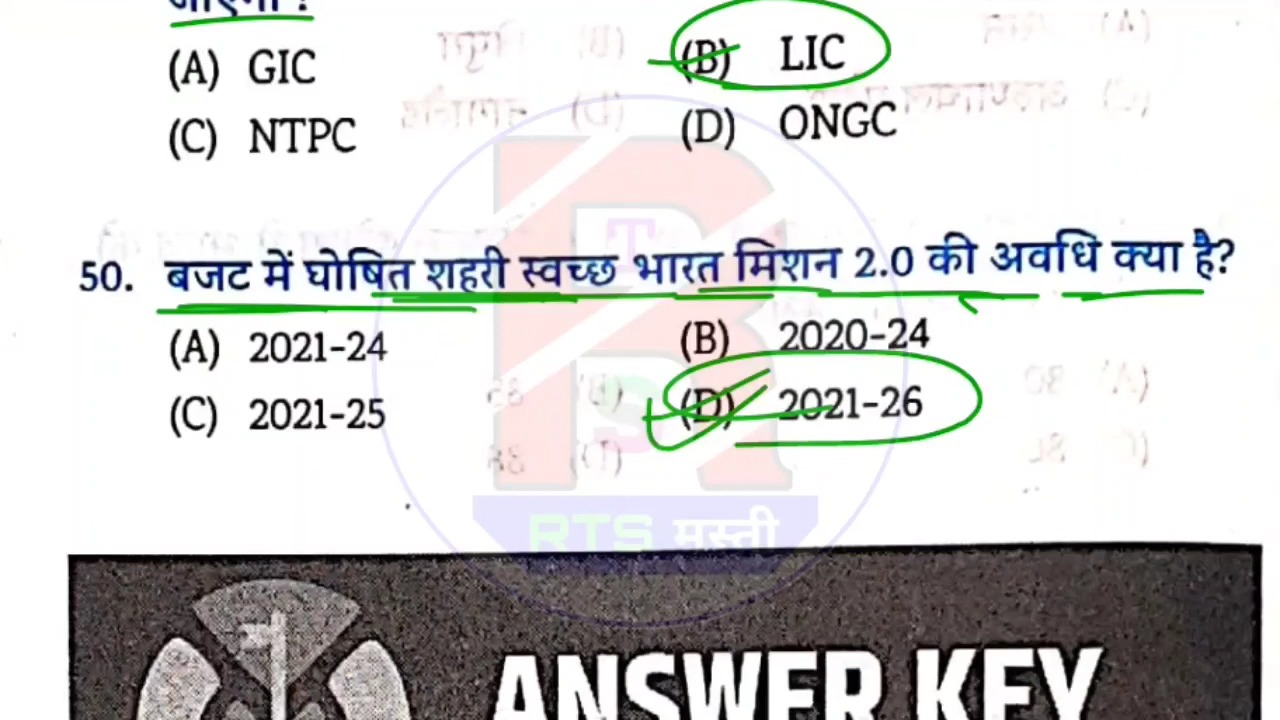 जाएगा ?
(A) GIC (B) LIC
(C) NTPC (D) ONGC
50. बजट में घोषित शहरी स्वच्छ भारत मिशन 2.0 की अवधि क्या है?
(A) 2021-24 (B) 2020-24
(C) 2021-25 (D) 2021-26
RTS मस्ती
ANSWER KEY